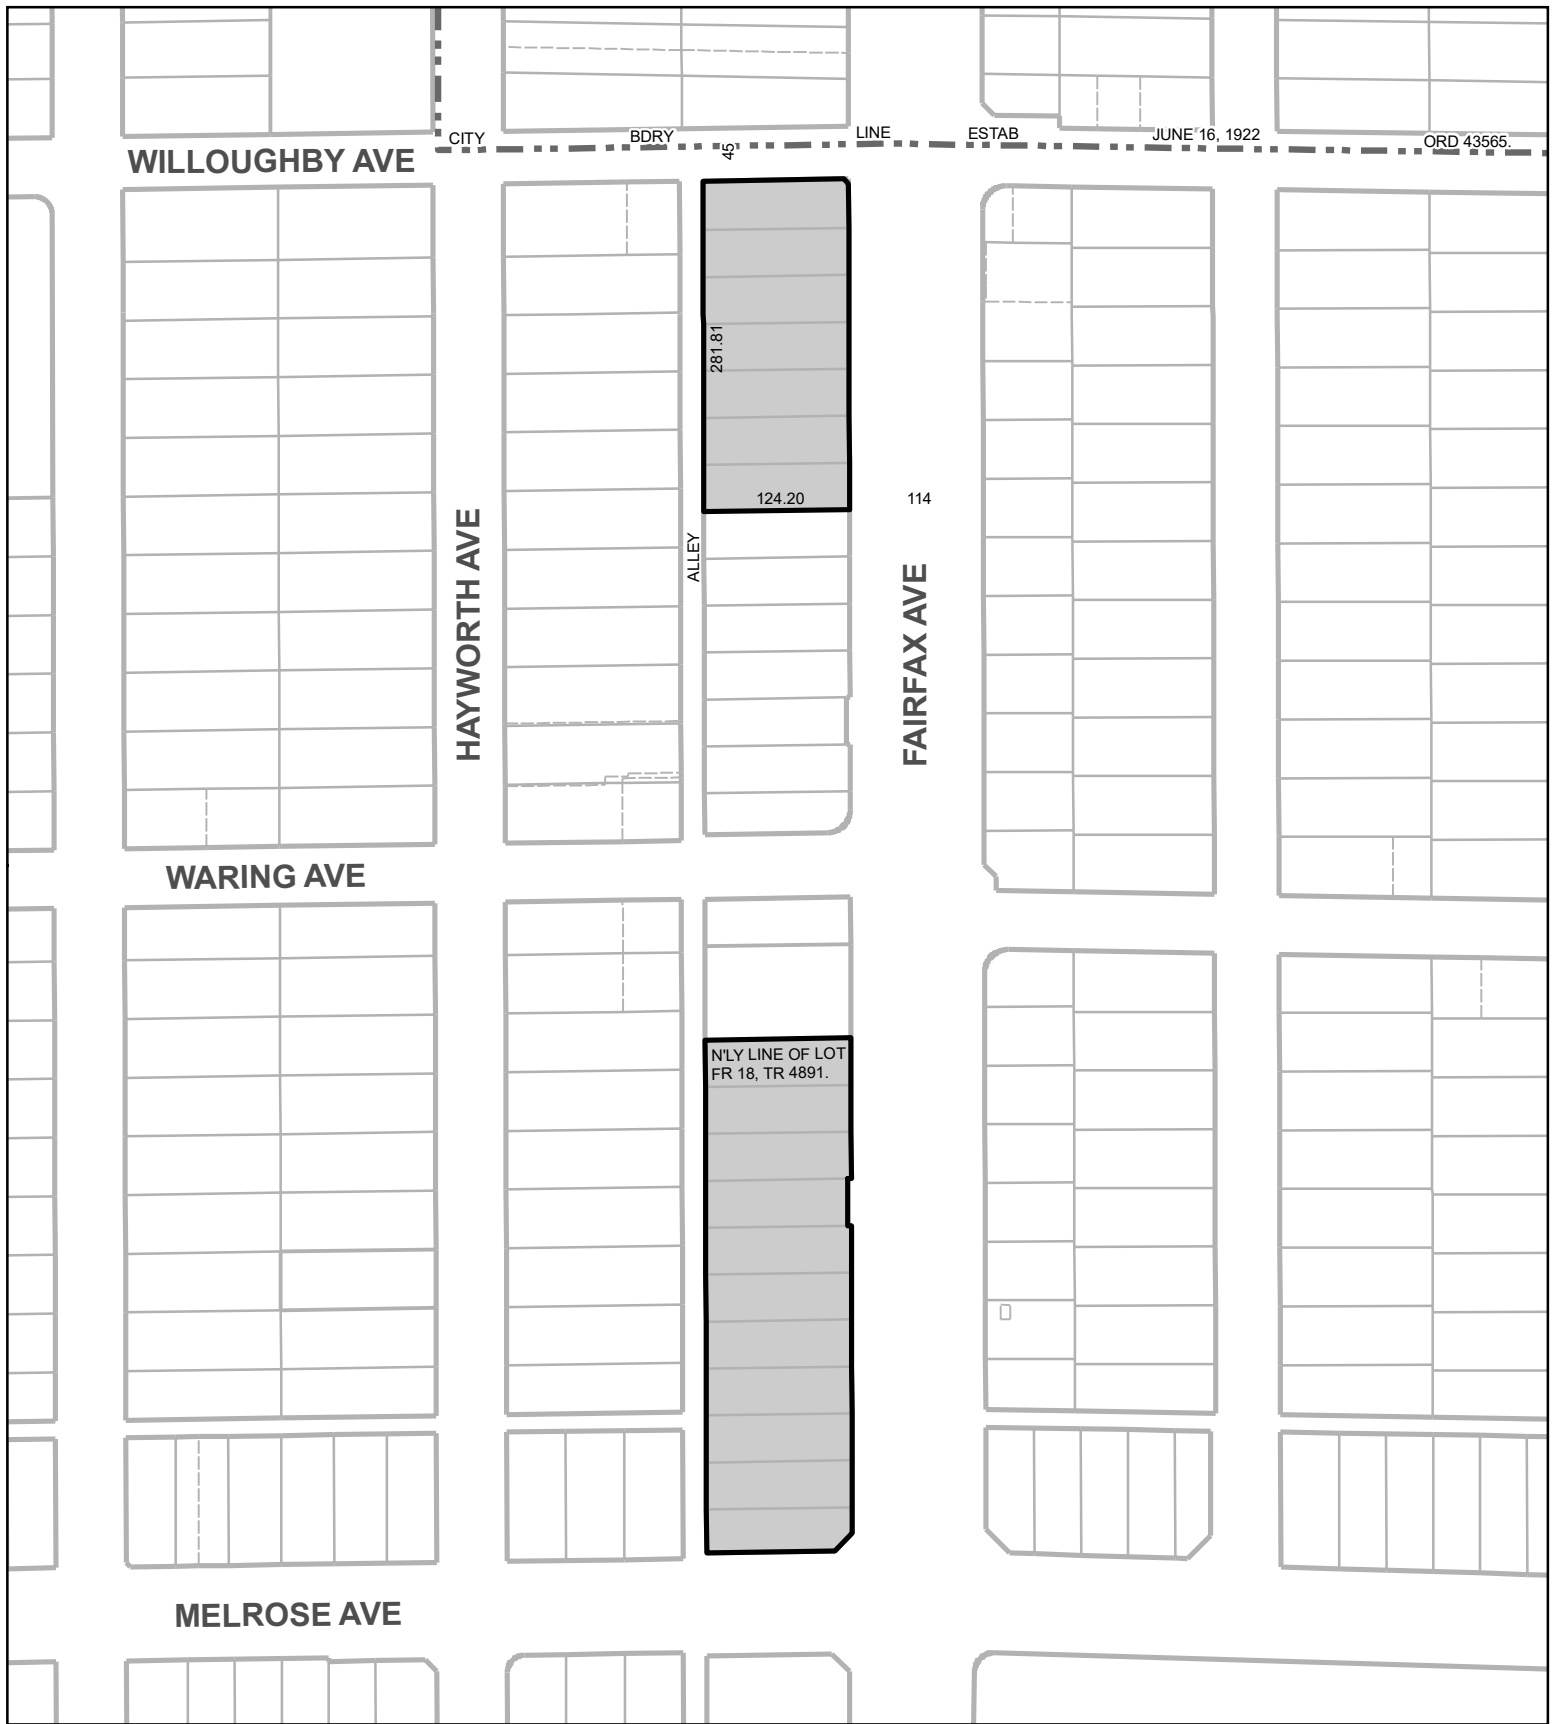 CITY BDRY LINE ESTAB JUNE 16, 1922 ORD 43565.
WILLOUGHBY AVE
45
281.81
124.20
114
ALLEY
HAYWORTH AVE
FAIRFAX AVE
WARING AVE
N'LY LINE OF LOT
FR 18, TR 4891.
MELROSE AVE